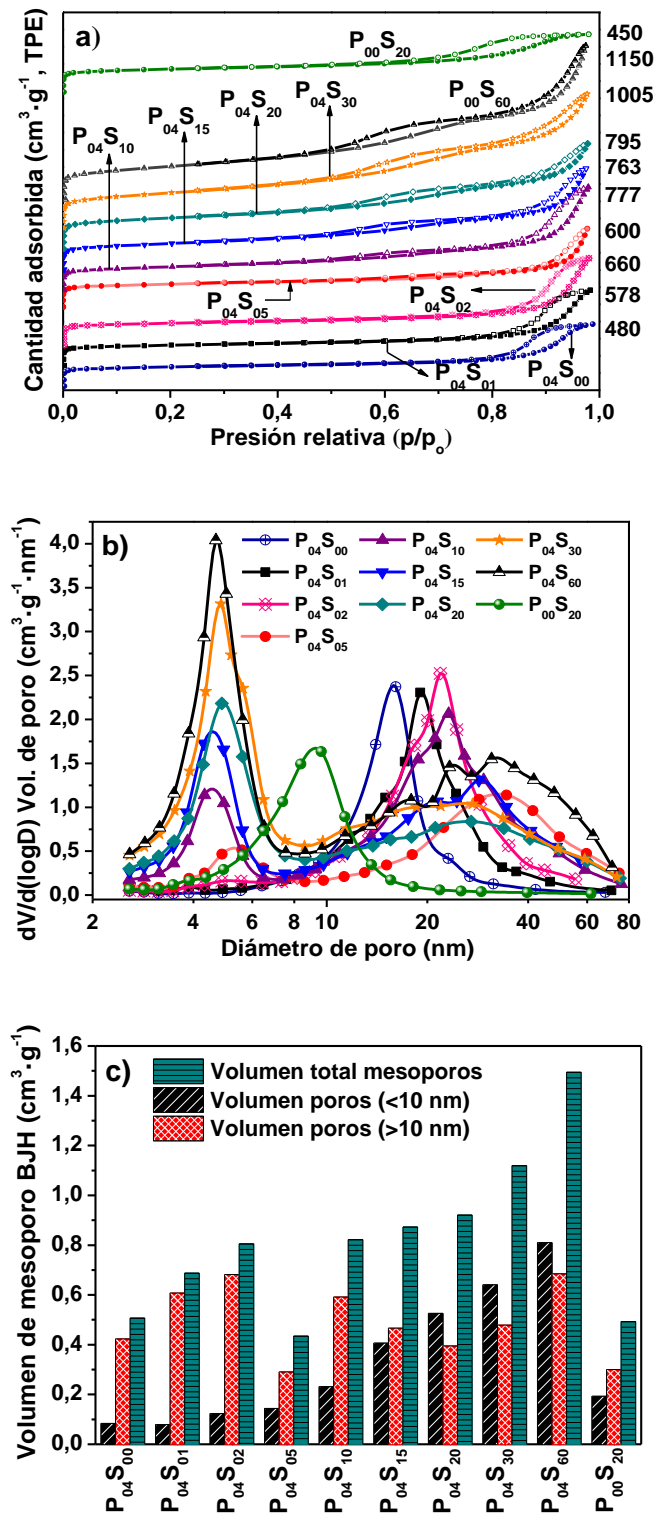 a)
Cantidad adsorbida (cm³·g⁻¹, TPE)
P₀₀S₂₀
P₀₄S₁₀
P₀₄S₁₅
P₀₄S₂₀
P₀₄S₃₀
P₀₀S₆₀
P₀₄S₀₅
P₀₄S₀₂
P₀₄S₀₁
P₀₄S₀₀
450
1150
1005
795
763
777
600
660
578
480
0,0 0,2 0,4 0,6 0,8 1,0
Presión relativa (p/pₒ)
b)
dV/d(logD) Vol. de poro (cm³·g⁻¹·nm⁻¹)
4,0
3,5
3,0
2,5
2,0
1,5
1,0
0,5
0,0
P₀₄S₀₀ P₀₄S₁₀ P₀₄S₃₀
P₀₄S₀₁ P₀₄S₁₅ P₀₄S₆₀
P₀₄S₀₂ P₀₄S₂₀ P₀₀S₂₀
P₀₄S₀₅
2 4 6 8 10 20 40 60 80
Diámetro de poro (nm)
c)
Volumen de mesoporo BJH (cm³·g⁻¹)
1,6
1,4
1,2
1,0
0,8
0,6
0,4
0,2
0,0
Volumen total mesoporos
Volumen poros (<10 nm)
Volumen poros (>10 nm)
P₀₄S₀₀
P₀₄S₀₁
P₀₄S₀₂
P₀₄S₀₅
P₀₄S₁₀
P₀₄S₁₅
P₀₄S₂₀
P₀₄S₃₀
P₀₄S₆₀
P₀₀S₂₀